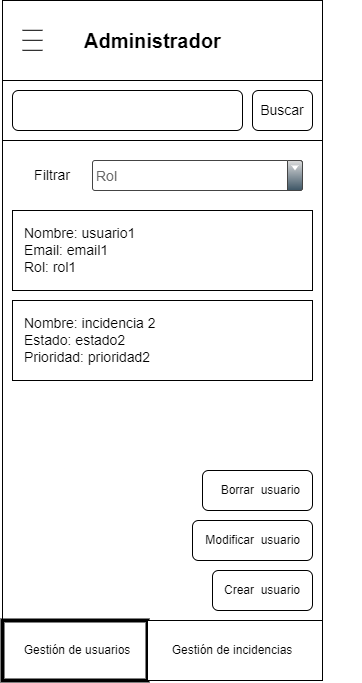 Administrador
Buscar
Filtrar Rol
Nombre: usuario1
Email: email1
Rol: rol1
Nombre: incidencia 2
Estado: estado2
Prioridad: prioridad2
Borrar usuario
Modificar usuario
Crear usuario
Gestión de usuarios Gestión de incidencias